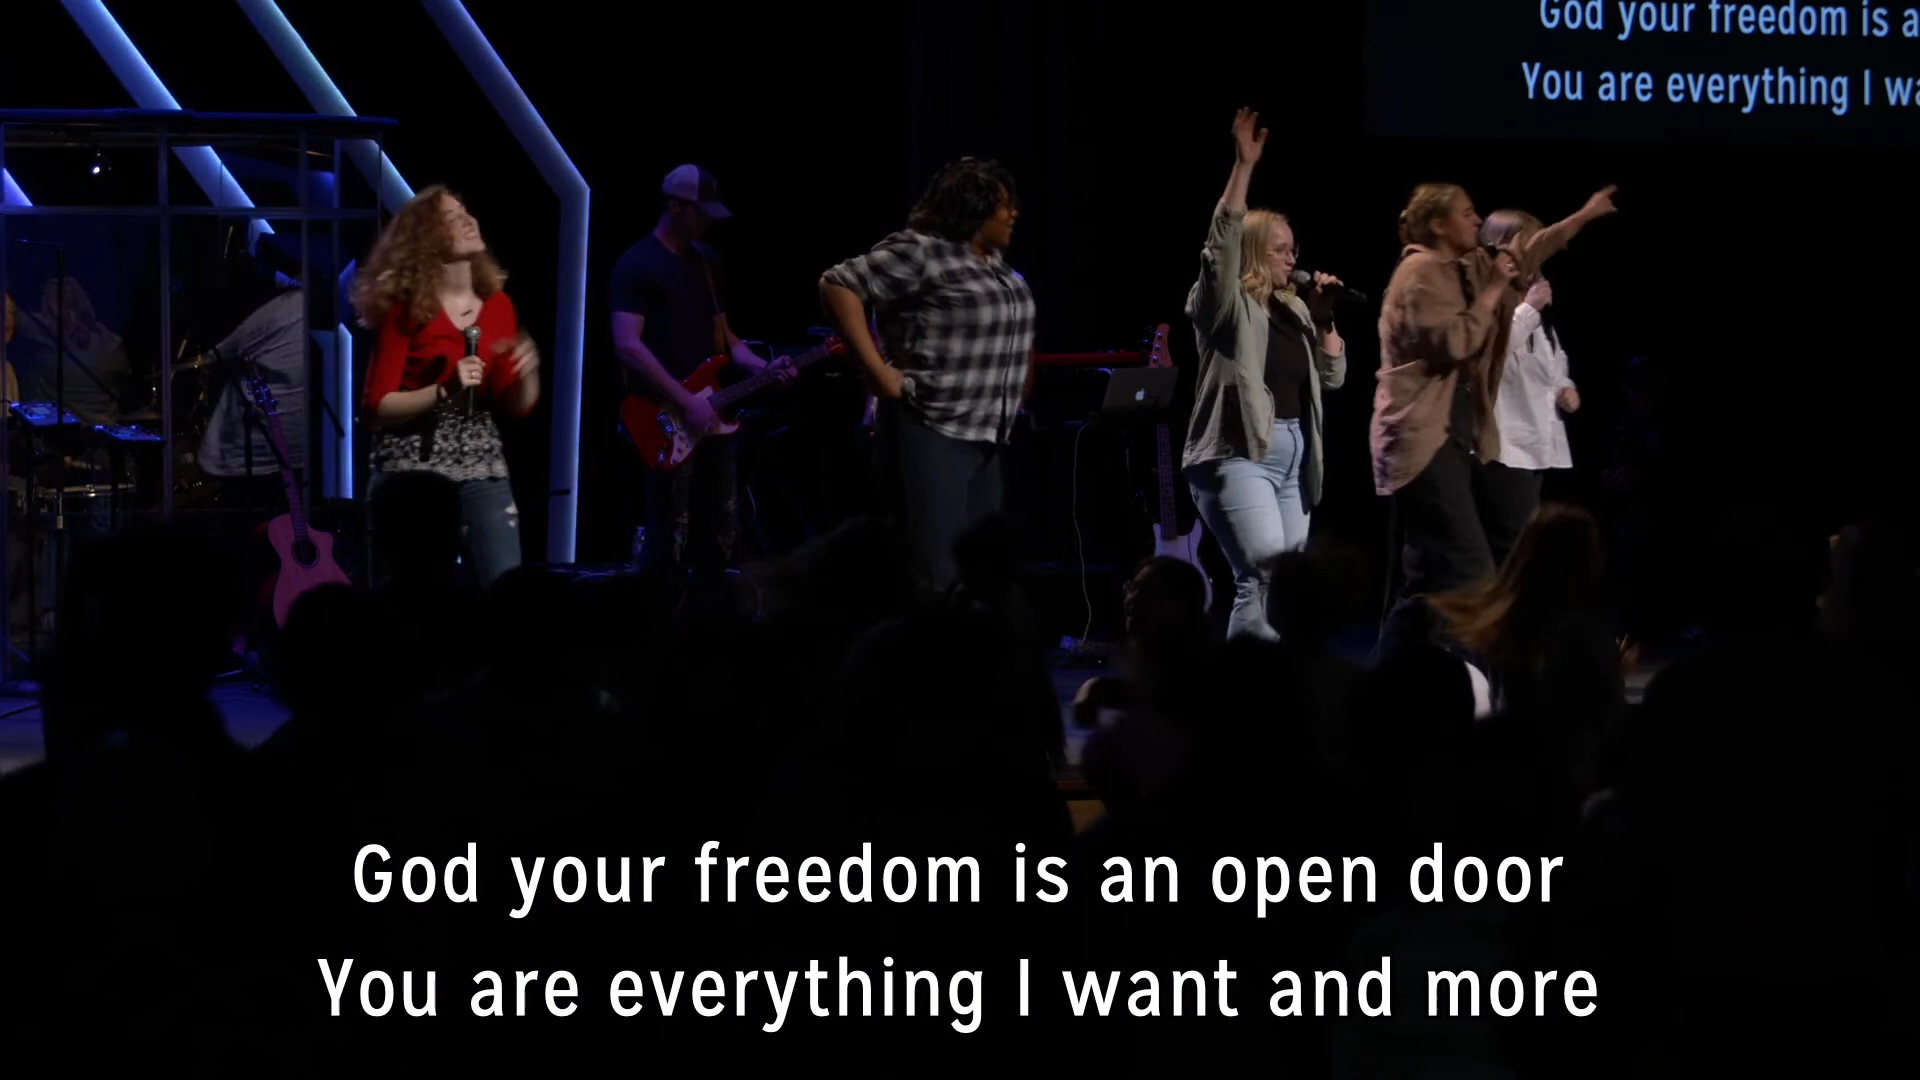 God your freedom is a
You are everything I wa
God your freedom is an open door
You are everything I want and more